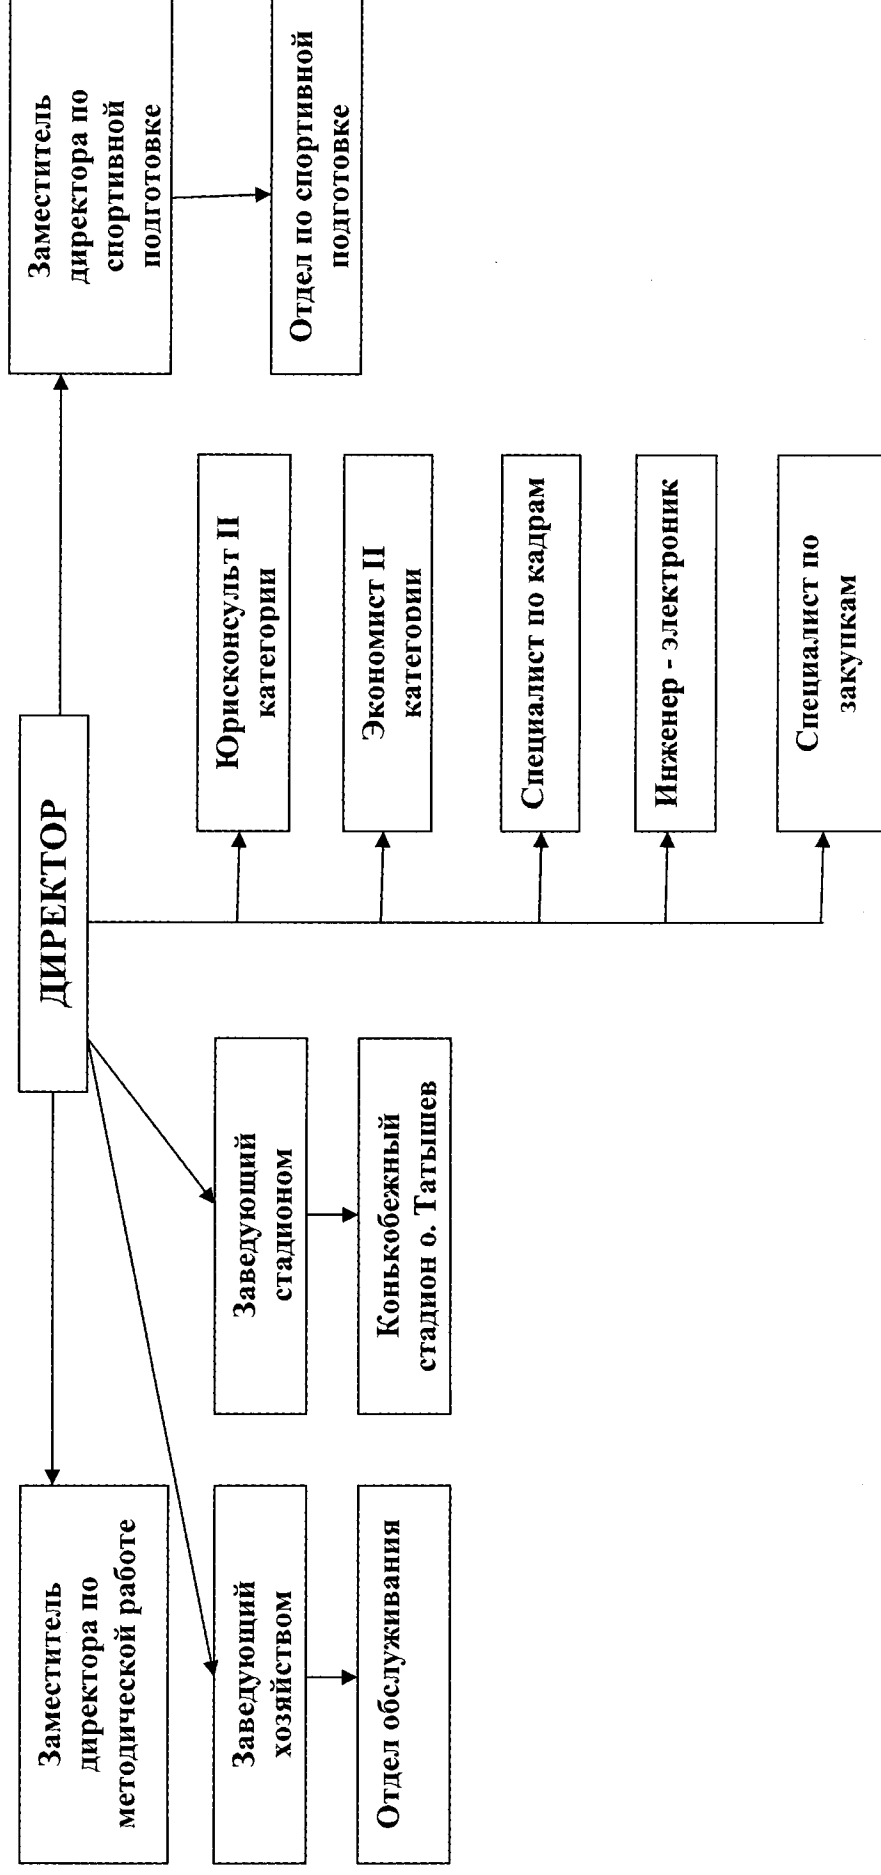 ДИРЕКТОР
Заместитель
директора по
методической работе
Заместитель
директора по
спортивной
подготовке
Заведующий
хозяйством
Заведующий
стадионом
Юрисконсульт II
категории
Отдел по спортивной
подготовке
Отдел обслуживания
Конькобежный
стадион о. Татышев
Экономист II
категории
Специалист по кадрам
Инженер - электроник
Специалист по
закупкам